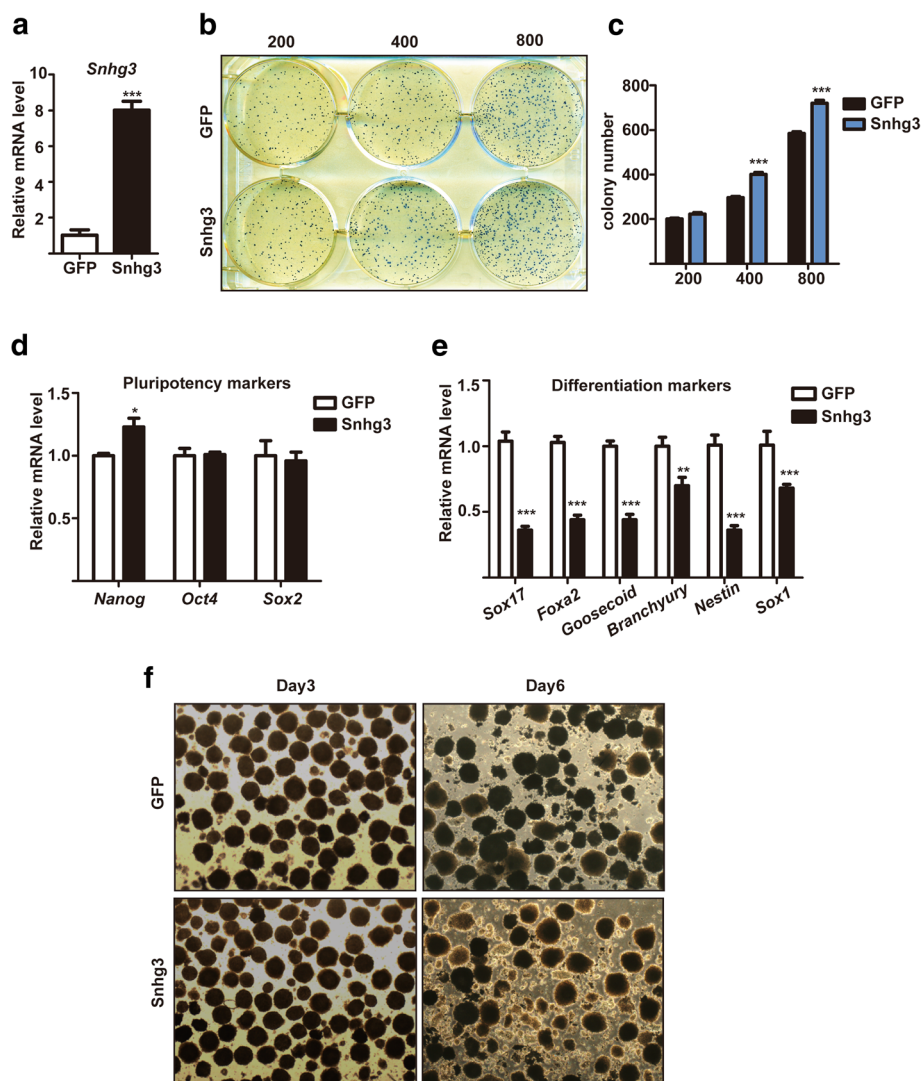 a
Snhg3
Relative mRNA level
10
8
6
4
2
***
GFP Snhg3
b
200 400 800
GFP
Snhg3
c
colony number
800
600
400
200
***
***
200 400 800
GFP
Snhg3
d
Pluripotency markers
Relative mRNA level
1.5
1.0
0.5
*
GFP
Snhg3
Nanog Oct4 Sox2
e
Differentiation markers
Relative mRNA level
1.5
1.0
0.5
GFP
Snhg3
*** *** *** ** *** ***
Sox17 Foxa2 Goosecoid Branchyury Nestin Sox1
f
Day3 Day6
GFP
Snhg3